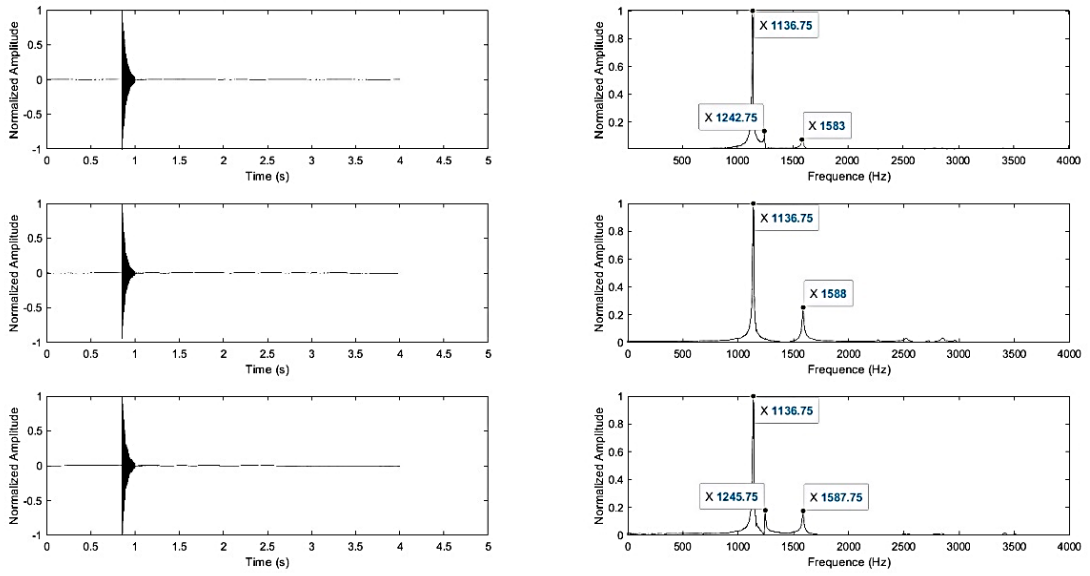 Normalized Amplitude
1
0.5
0
-0.5
-1
0 0.5 1 1.5 2 2.5 3 3.5 4 4.5 5
Time (s)
Normalized Amplitude
1
0.8
0.6
0.4
0.2
X 1136.75
X 1242.75
X 1583
500 1000 1500 2000 2500 3000 3500 4000
Frequence (Hz)
Normalized Amplitude
1
0.5
0
-0.5
-1
0 0.5 1 1.5 2 2.5 3 3.5 4 4.5 5
Time (s)
Normalized Amplitude
1
0.8
0.6
0.4
0.2
0
X 1136.75
X 1588
0 500 1000 1500 2000 2500 3000 3500 4000
Frequence (Hz)
Normalized Amplitude
1
0.5
0
-0.5
-1
0 0.5 1 1.5 2 2.5 3 3.5 4 4.5 5
Time (s)
Normalized Amplitude
1
0.8
0.6
0.4
0.2
0
X 1136.75
X 1245.75
X 1587.75
0 500 1000 1500 2000 2500 3000 3500 4000
Frequence (Hz)